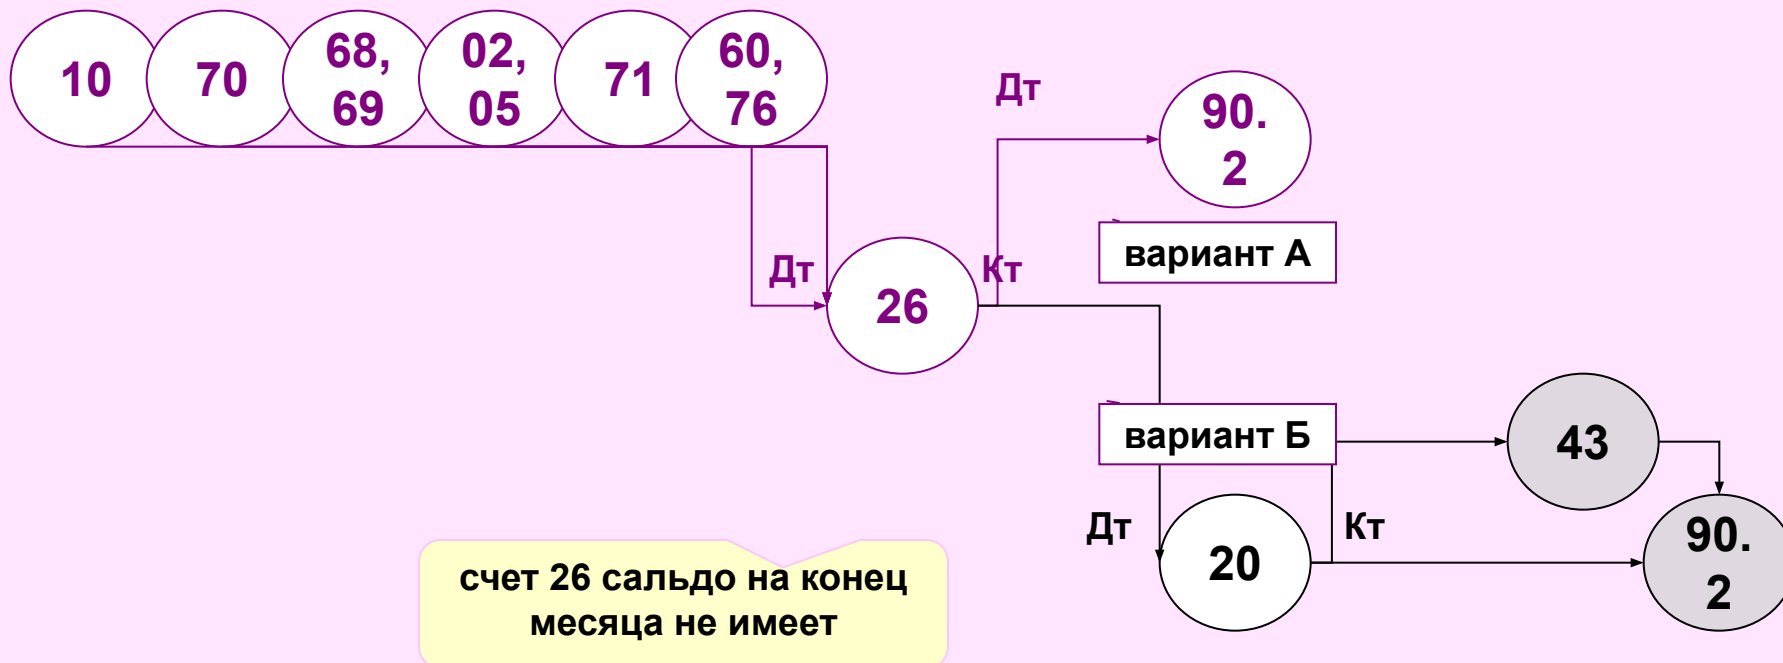 10
70
68,
69
02,
05
71
60,
76
Дт
90.
2
вариант А
Дт
Кт
26
вариант Б
43
Дт
20
Кт
90.
2
счет 26 сальдо на конец
месяца не имеет